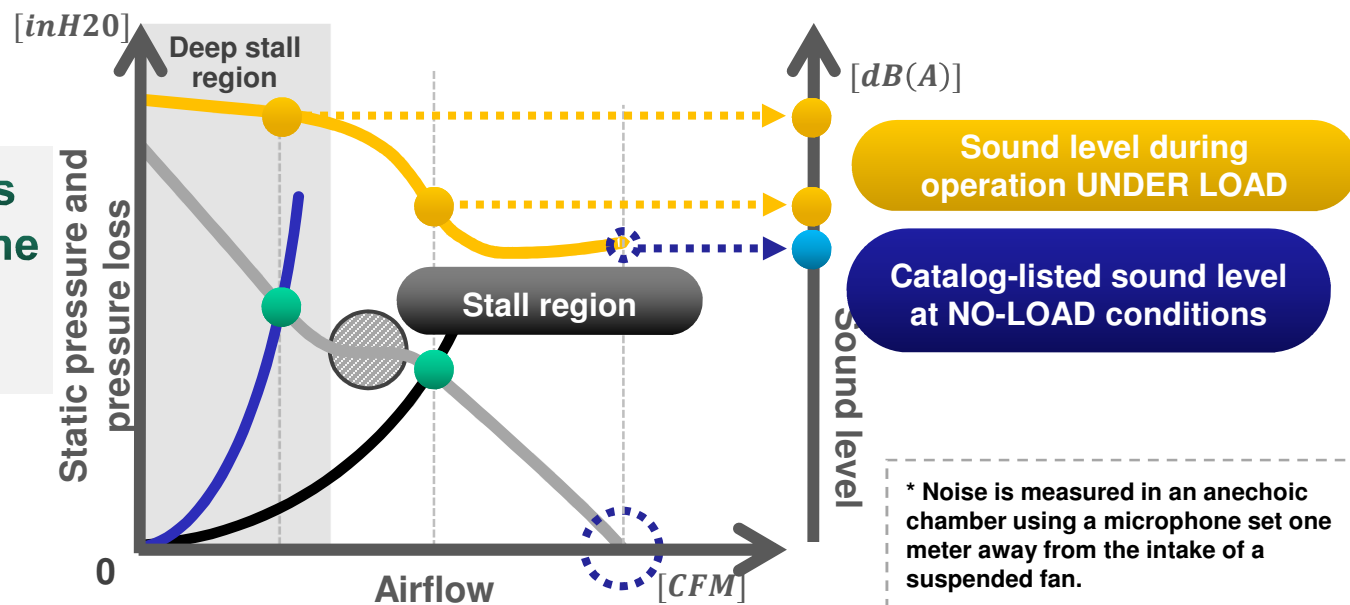 [inH20]
Deep stall
region
[dB(A)]
Sound level during
operation UNDER LOAD
Catalog-listed sound level
at NO-LOAD conditions
Stall region
Static pressure and
pressure loss
Sound level
* Noise is measured in an anechoic
chamber using a microphone set one
meter away from the intake of a
suspended fan.
0
Airflow
[CFM]